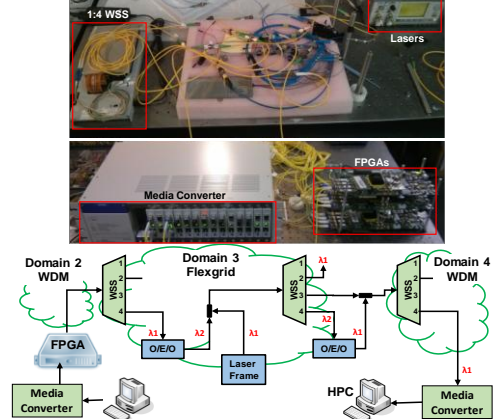 1:4 WSS
Lasers
FPGAs
Media Converter
Domain 2
WDM
Domain 3
Flexgrid
Domain 4
WDM
WSS
1
2
3
4
WSS
1
2
3
4
WSS
1
2
3
4
λ1
λ1
λ2
λ1
λ2
λ1
λ1
FPGA
O/E/O
O/E/O
Laser
Frame
Media
Converter
HPC
Media
Converter